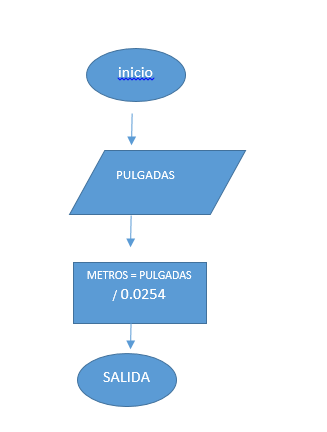 inicio
PULGADAS
METROS = PULGADAS
/ 0.0254
SALIDA